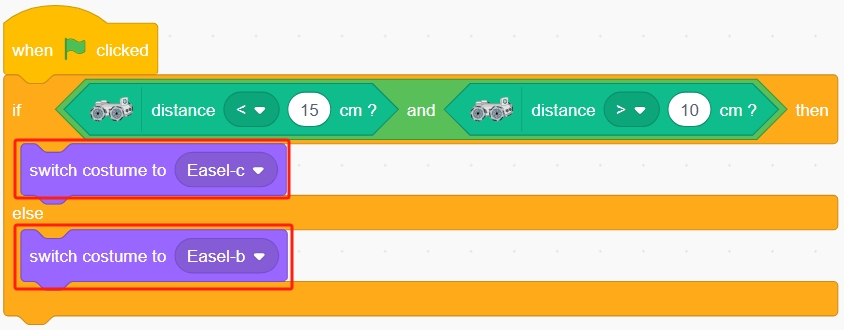 when clicked
if distance < 15 cm ? and distance > 10 cm ? then
switch costume to Easel-c
else
switch costume to Easel-b